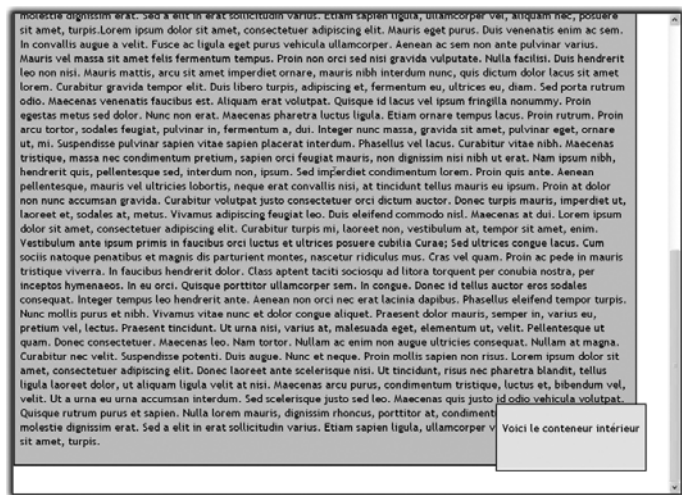 molestie dignissim erat. Sed a elit in erat sollicitudin varius. Etiam sapien ligula, ullamcorper vel, aliquam nec, posuere
sit amet, turpis.Lorem ipsum dolor sit amet, consectetuer adipiscing elit. Mauris eget purus. Duis venenatis enim ac sem.
In convallis augue a velit. Fusce ac ligula eget purus vehicula ullamcorper. Aenean ac sem non ante pulvinar varius.
Mauris vel massa sit amet felis fermentum tempus. Proin non orci sed nisi gravida vulputate. Nulla facilisi. Duis hendrerit
leo non nisi. Mauris mattis, arcu sit amet imperdiet ornare, mauris nibh interdum nunc, quis dictum dolor lacus sit amet
lorem. Curabitur gravida tempor elit. Duis libero turpis, adipiscing et, fermentum eu, ultrices eu, diam. Sed porta rutrum
odio. Maecenas venenatis faucibus est. Aliquam erat volutpat. Quisque id lacus vel ipsum fringilla nonummy. Proin
egestas metus sed dolor. Nunc non erat. Maecenas pharetra luctus ligula. Etiam ornare tempus lacus. Proin rutrum. Proin
arcu tortor, sodales feugiat, pulvinar in, fermentum a, dui. Integer nunc massa, gravida sit amet, pulvinar eget, ornare
ut, mi. Suspendisse pulvinar sapien vitae sapien placerat interdum. Phasellus vel lacus. Curabitur vitae nibh. Maecenas
tristique, massa nec condimentum pretium, sapien orci feugiat mauris, non dignissim nisi nibh ut erat. Nam ipsum nibh,
hendrerit quis, pellentesque sed, interdum non, ipsum. Sed imperdiet condimentum lorem. Proin quis ante. Aenean
pellentesque, mauris vel ultricies lobortis, neque erat convallis nisi, at tincidunt tellus mauris eu ipsum. Proin at dolor
non nunc accumsan gravida. Curabitur volutpat justo consectetuer orci dictum auctor. Donec turpis mauris, imperdiet ut,
laoreet et, sodales at, metus. Vivamus adipiscing feugiat leo. Duis eleifend commodo nisl. Maecenas at dui. Lorem ipsum
dolor sit amet, consectetuer adipiscing elit. Curabitur turpis mi, laoreet non, vestibulum at, tempor sit amet, enim.
Vestibulum ante ipsum primis in faucibus orci luctus et ultrices posuere cubilia Curae; Sed ultrices congue lacus. Cum
sociis natoque penatibus et magnis dis parturient montes, nascetur ridiculus mus. Cras vel quam. Proin ac pede in mauris
tristique viverra. In faucibus hendrerit dolor. Class aptent taciti sociosqu ad litora torquent per conubia nostra, per
inceptos hymenaeos. In eu orci. Quisque porttitor ullamcorper sem. In congue. Donec id tellus auctor eros sodales
consequat. Integer tempus leo hendrerit ante. Aenean non orci nec erat lacinia dapibus. Phasellus eleifend tempor turpis.
Nunc mollis purus et nibh. Vivamus vitae nunc et dolor congue aliquet. Praesent dolor mauris, semper in, varius eu,
pretium vel, lectus. Praesent tincidunt. Ut urna nisi, varius at, malesuada eget, elementum ut, velit. Pellentesque ut
quam. Donec consectetuer. Maecenas leo. Nam tortor. Nullam ac enim non augue ultricies consequat. Nullam at magna.
Curabitur nec velit. Suspendisse potenti. Duis augue. Nunc et neque. Proin mollis sapien non risus. Lorem ipsum dolor sit
amet, consectetuer adipiscing elit. Donec laoreet ante scelerisque nisi. Ut tincidunt, risus nec pharetra blandit, tellus
ligula laoreet dolor, ut aliquam ligula velit at nisi. Maecenas arcu purus, condimentum tristique, luctus et, bibendum vel,
velit. Ut a urna eu urna accumsan interdum. Sed scelerisque justo sed leo. Maecenas quis justo id odio vehicula volutpat.
Quisque rutrum purus et sapien. Nulla lorem mauris, dignissim rhoncus, porttitor at, condiment
molestie dignissim erat. Sed a elit in erat sollicitudin varius. Etiam sapien ligula, ullamcorper v
sit amet, turpis.
Voici le conteneur intérieur